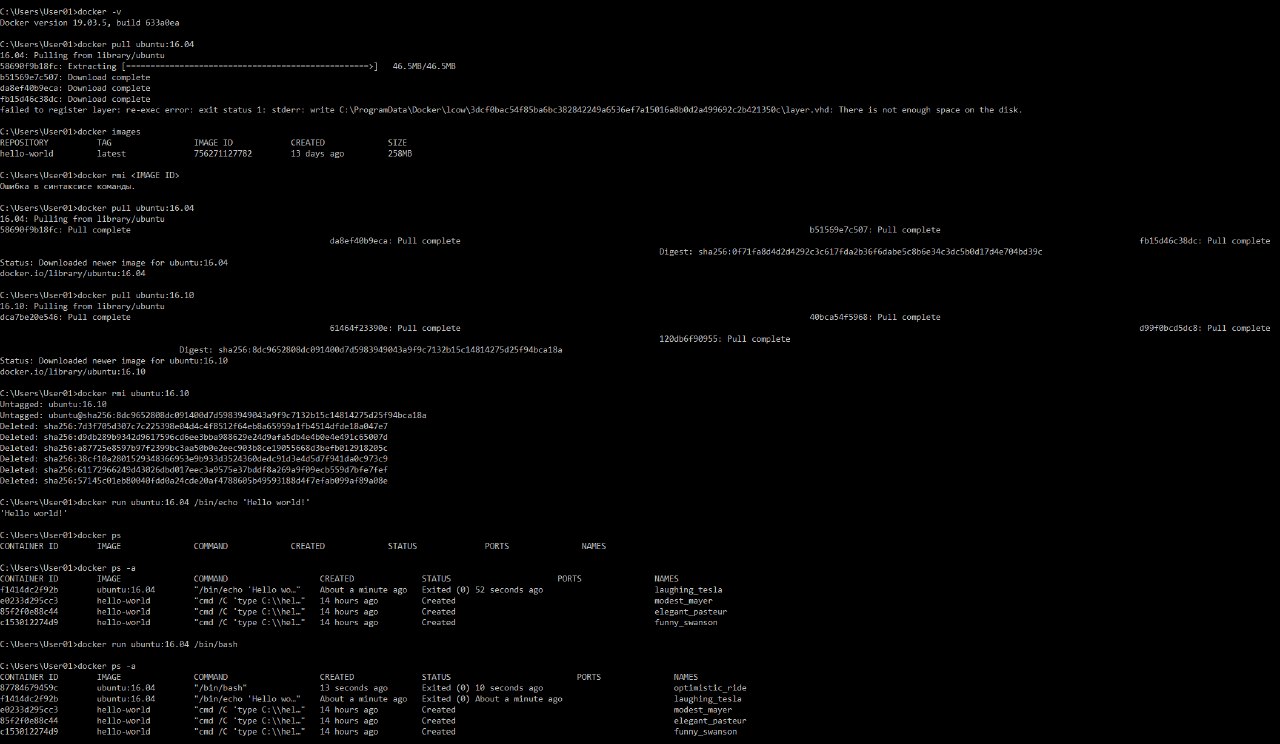 C:\Users\User01>docker -v
Docker version 19.03.5, build 633a0ea
C:\Users\User01>docker pull ubuntu:16.04
16.04: Pulling from library/ubuntu
58690f9b18fc: Extracting [==================================================>]   46.5MB/46.5MB
b51569e7c507: Download complete
da8ef40b9eca: Download complete
fb15d46c38dc: Download complete
failed to register layer: re-exec error: exit status 1: stderr: write C:\ProgramData\Docker\lcow\3dcf0bac54f85ba6bc382842249a6536ef7a15016a8b0d2a499692c2b421350c\layer.vhd: There is not enough space on the disk.
C:\Users\User01>docker images
REPOSITORY          TAG                 IMAGE ID            CREATED             SIZE
hello-world         latest              756271127782        13 days ago         258MB
C:\Users\User01>docker rmi <IMAGE ID>
Ошибка в синтаксисе команды.
C:\Users\User01>docker pull ubuntu:16.04
16.04: Pulling from library/ubuntu
58690f9b18fc: Pull complete b51569e7c507: Pull complete
da8ef40b9eca: Pull complete fb15d46c38dc: Pull complete
Digest: sha256:0f71fa8d4d2d4292c3c617fda2b36f6dabe5c8b6e34c3dc5b0d17d4e704bd39c
Status: Downloaded newer image for ubuntu:16.04
docker.io/library/ubuntu:16.04
C:\Users\User01>docker pull ubuntu:16.10
16.10: Pulling from library/ubuntu
dca7be20e546: Pull complete 40bca54f5968: Pull complete
61464f23390e: Pull complete d99f0bcd5dc8: Pull complete
120db6f90955: Pull complete
Digest: sha256:8dc9652808dc091400d7d5983949043a9f9c7132b15c14814275d25f94bca18a
Status: Downloaded newer image for ubuntu:16.10
docker.io/library/ubuntu:16.10
C:\Users\User01>docker rmi ubuntu:16.10
Untagged: ubuntu:16.10
Untagged: ubuntu@sha256:8dc9652808dc091400d7d5983949043a9f9c7132b15c14814275d25f94bca18a
Deleted: sha256:7d3f705d307c7c225398e04d4c4f8512f64eb8a65959a1fb4514dfde18a047e7
Deleted: sha256:d9db289b9342d9617596cd6ee3bba988629e24d9afa5db4e4b0e4e491c65007d
Deleted: sha256:a87725e8597b97f2399bc3aa50b0e2eec903b8ce19055668d3befb012918205c
Deleted: sha256:38cf10a2801529348366953e9b933d3524360dedc91d3e4d5d7f941da0c973c9
Deleted: sha256:61172966249d43026dbd017eec3a9575e37bddf8a269a9f09ecb559d7bfe7fef
Deleted: sha256:57145c01eb80040fdd0a24cde20af4788605b49593188d4f7efab099af89a08e
C:\Users\User01>docker run ubuntu:16.04 /bin/echo 'Hello world!'
'Hello world!'
C:\Users\User01>docker ps
CONTAINER ID        IMAGE               COMMAND             CREATED             STATUS              PORTS               NAMES
C:\Users\User01>docker ps -a
CONTAINER ID        IMAGE               COMMAND                  CREATED              STATUS                      PORTS               NAMES
f1414dc2f92b        ubuntu:16.04        "/bin/echo 'Hello wo…"   About a minute ago   Exited (0) 52 seconds ago                       laughing_tesla
e0233d295cc3        hello-world         "cmd /C 'type C:\\hel…"   14 hours ago         Created                                         modest_mayer
85f2f0e88c44        hello-world         "cmd /C 'type C:\\hel…"   14 hours ago         Created                                         elegant_pasteur
c153012274d9        hello-world         "cmd /C 'type C:\\hel…"   14 hours ago         Created                                         funny_swanson
C:\Users\User01>docker run ubuntu:16.04 /bin/bash
C:\Users\User01>docker ps -a
CONTAINER ID        IMAGE               COMMAND                  CREATED              STATUS                          PORTS               NAMES
87784679459c        ubuntu:16.04        "/bin/bash"              13 seconds ago       Exited (0) 10 seconds ago                           optimistic_ride
f1414dc2f92b        ubuntu:16.04        "/bin/echo 'Hello wo…"   About a minute ago   Exited (0) About a minute ago                       laughing_tesla
e0233d295cc3        hello-world         "cmd /C 'type C:\\hel…"   14 hours ago         Created                                             modest_mayer
85f2f0e88c44        hello-world         "cmd /C 'type C:\\hel…"   14 hours ago         Created                                             elegant_pasteur
c153012274d9        hello-world         "cmd /C 'type C:\\hel…"   14 hours ago         Created                                             funny_swanson